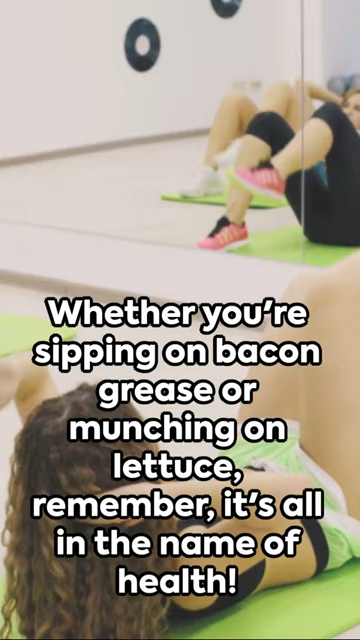 Whether you're
sipping on bacon
grease or
munching on
lettuce,
remember, it's all
in the name of
health!